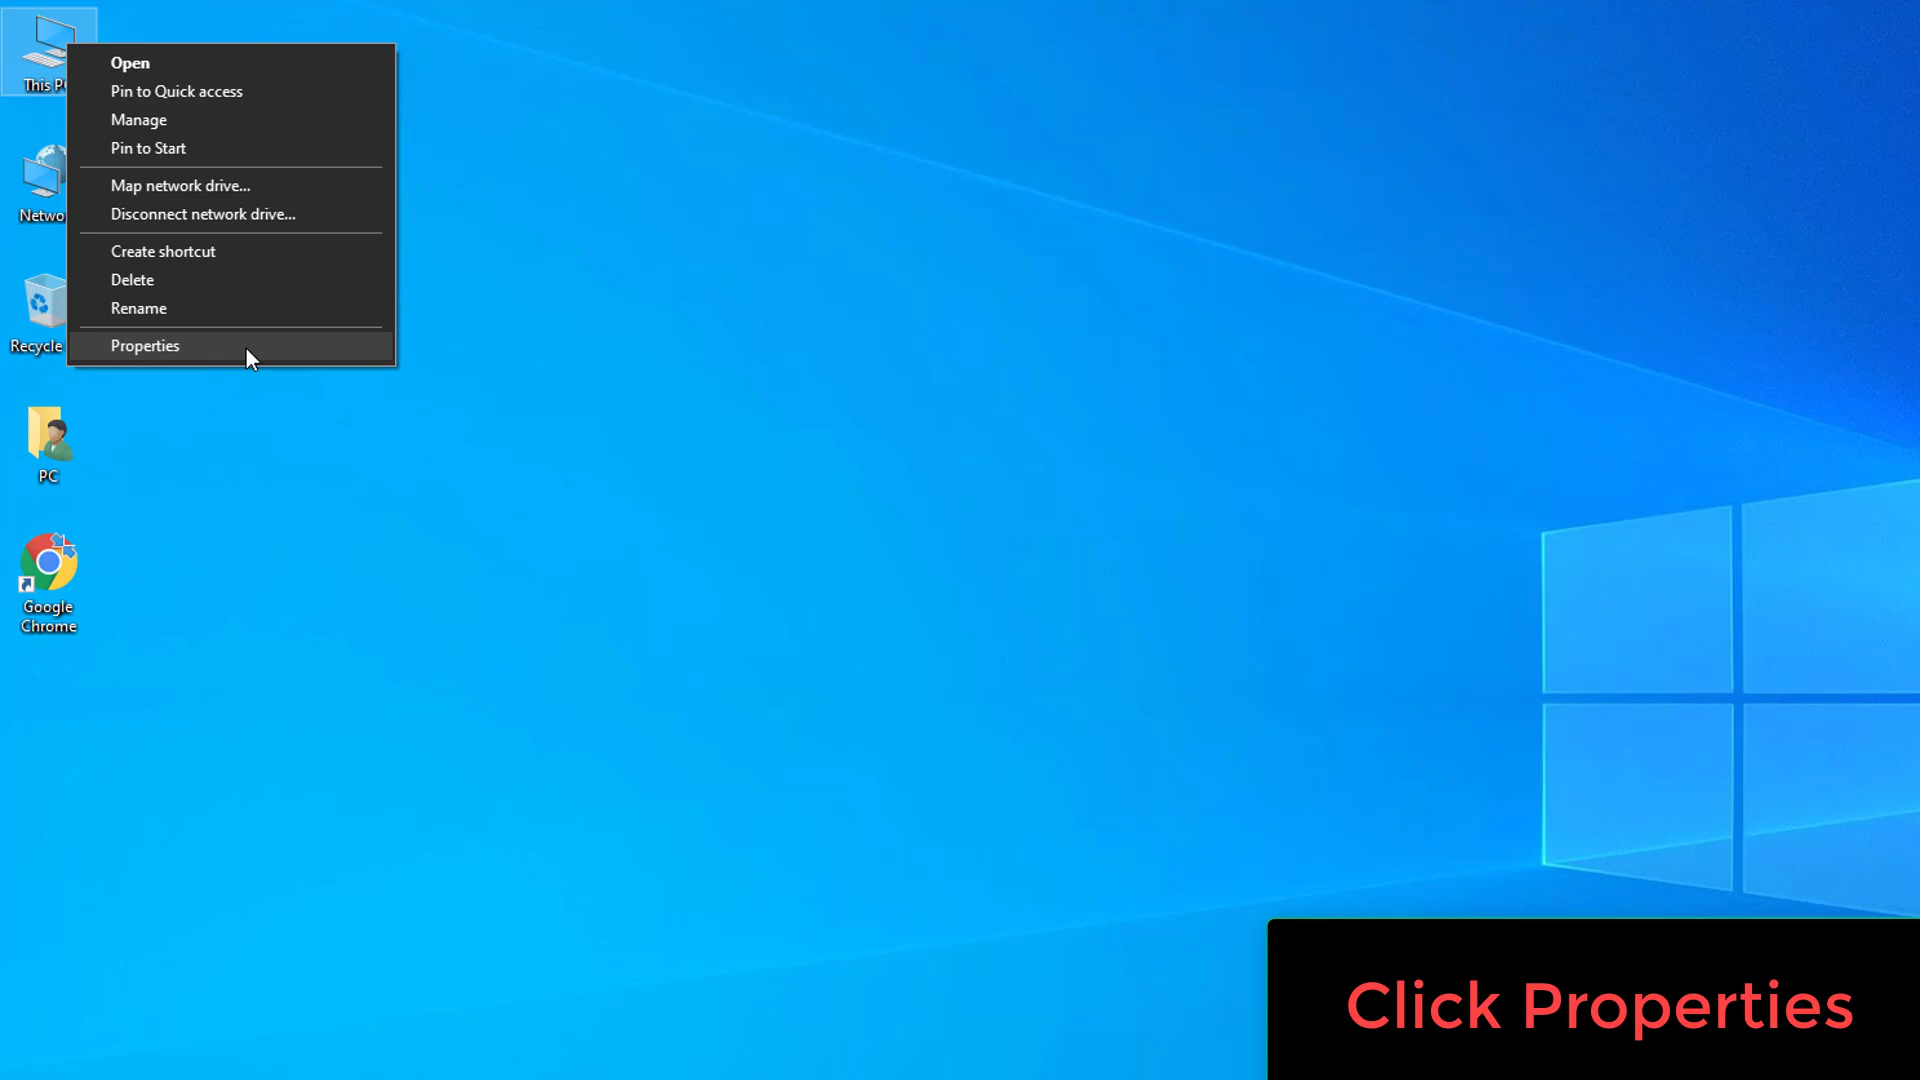 This P
Open
Pin to Quick access
Manage
Pin to Start
Map network drive...
Disconnect network drive...
Create shortcut
Delete
Rename
Properties
Netwo
Recycle
PC
Google
Chrome
Click Properties